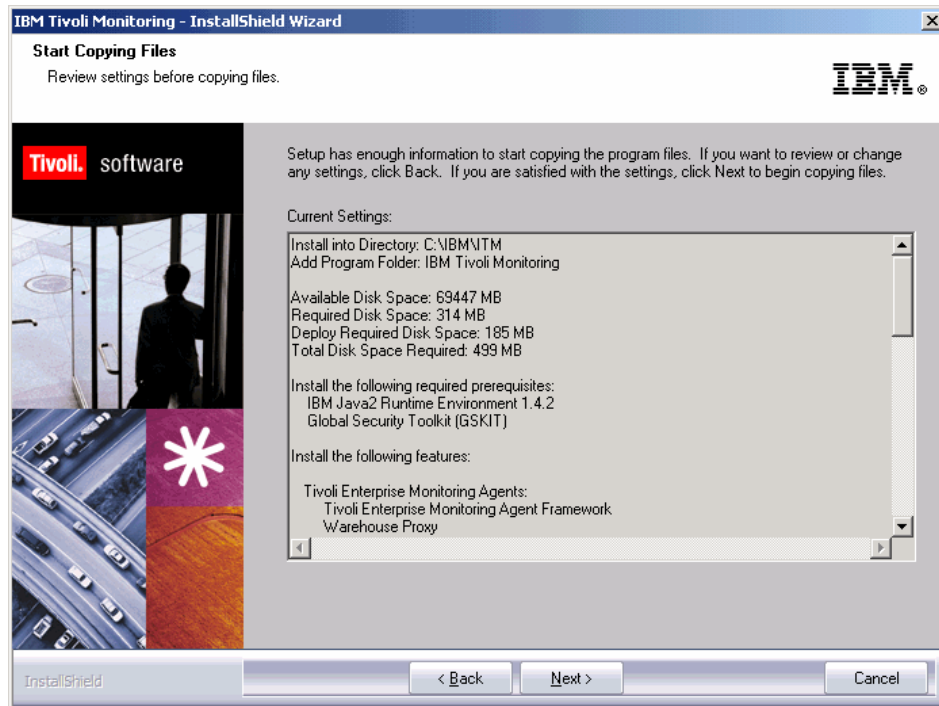 IBM Tivoli Monitoring - InstallShield Wizard
Start Copying Files
Review settings before copying files.
IBM®
Tivoli. software
Setup has enough information to start copying the program files. If you want to review or change
any settings, click Back. If you are satisfied with the settings, click Next to begin copying files.
Current Settings:
Install into Directory: C:\IBM\ITM
Add Program Folder: IBM Tivoli Monitoring
Available Disk Space: 69447 MB
Required Disk Space: 314 MB
Deploy Required Disk Space: 185 MB
Total Disk Space Required: 499 MB
Install the following required prerequisites:
IBM Java2 Runtime Environment 1.4.2
Global Security Toolkit (GSKIT)
Install the following features:
Tivoli Enterprise Monitoring Agents:
Tivoli Enterprise Monitoring Agent Framework
Warehouse Proxy
InstallShield
< Back
Next >
Cancel